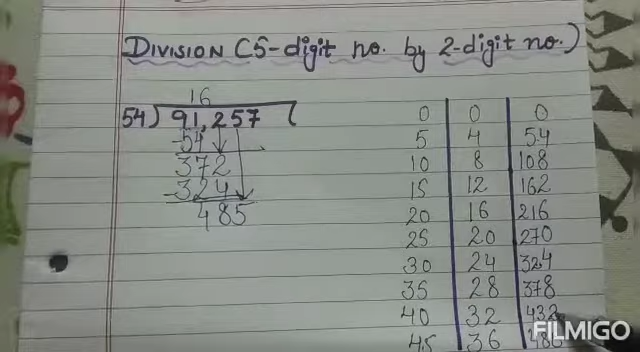 DIVISION (5-digit no. by 2-digit no.)
16
54) 91,257 (
-54
372
-324
485
0 0 0
5 4 54
10 8 108
15 12 162
20 16 216
25 20 270
30 24 324
35 28 378
40 32 432
45 36 486
FILMIGO